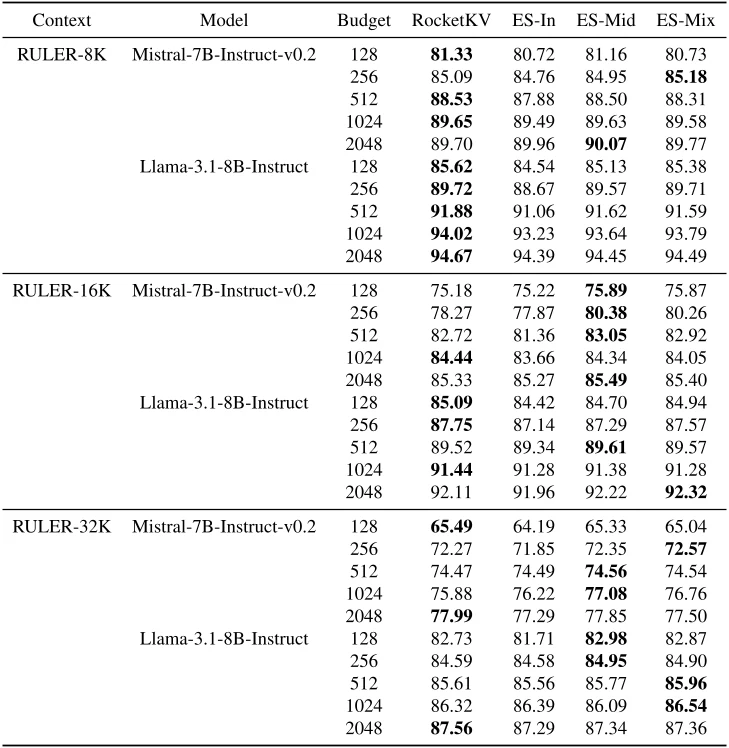 Context Model Budget RocketKV ES-In ES-Mid ES-Mix
RULER-8K Mistral-7B-Instruct-v0.2 128 81.33 80.72 81.16 80.73
256 85.09 84.76 84.95 85.18
512 88.53 87.88 88.50 88.31
1024 89.65 89.49 89.63 89.58
2048 89.70 89.96 90.07 89.77
Llama-3.1-8B-Instruct 128 85.62 84.54 85.13 85.38
256 89.72 88.67 89.57 89.71
512 91.88 91.06 91.62 91.59
1024 94.02 93.23 93.64 93.79
2048 94.67 94.39 94.45 94.49
RULER-16K Mistral-7B-Instruct-v0.2 128 75.18 75.22 75.89 75.87
256 78.27 77.87 80.38 80.26
512 82.72 81.36 83.05 82.92
1024 84.44 83.66 84.34 84.05
2048 85.33 85.27 85.49 85.40
Llama-3.1-8B-Instruct 128 85.09 84.42 84.70 84.94
256 87.75 87.14 87.29 87.57
512 89.52 89.34 89.61 89.57
1024 91.44 91.28 91.38 91.28
2048 92.11 91.96 92.22 92.32
RULER-32K Mistral-7B-Instruct-v0.2 128 65.49 64.19 65.33 65.04
256 72.27 71.85 72.35 72.57
512 74.47 74.49 74.56 74.54
1024 75.88 76.22 77.08 76.76
2048 77.99 77.29 77.85 77.50
Llama-3.1-8B-Instruct 128 82.73 81.71 82.98 82.87
256 84.59 84.58 84.95 84.90
512 85.61 85.56 85.77 85.96
1024 86.32 86.39 86.09 86.54
2048 87.56 87.29 87.34 87.36